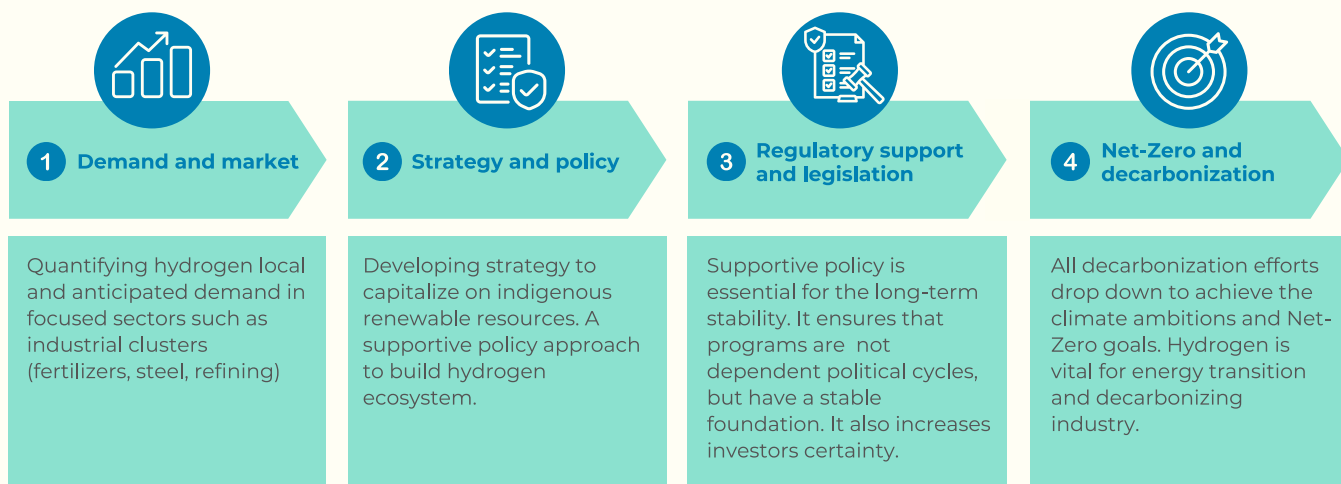 1 Demand and market
Quantifying hydrogen local
and anticipated demand in
focused sectors such as
industrial clusters
(fertilizers, steel, refining)
2 Strategy and policy
Developing strategy to
capitalize on indigenous
renewable resources. A
supportive policy approach
to build hydrogen
ecosystem.
3 Regulatory support
and legislation
Supportive policy is
essential for the long-term
stability. It ensures that
programs are  not
dependent political cycles,
but have a stable
foundation. It also increases
investors certainty.
4 Net-Zero and
decarbonization
All decarbonization efforts
drop down to achieve the
climate ambitions and Net-
Zero goals. Hydrogen is
vital for energy transition
and decarbonizing
industry.